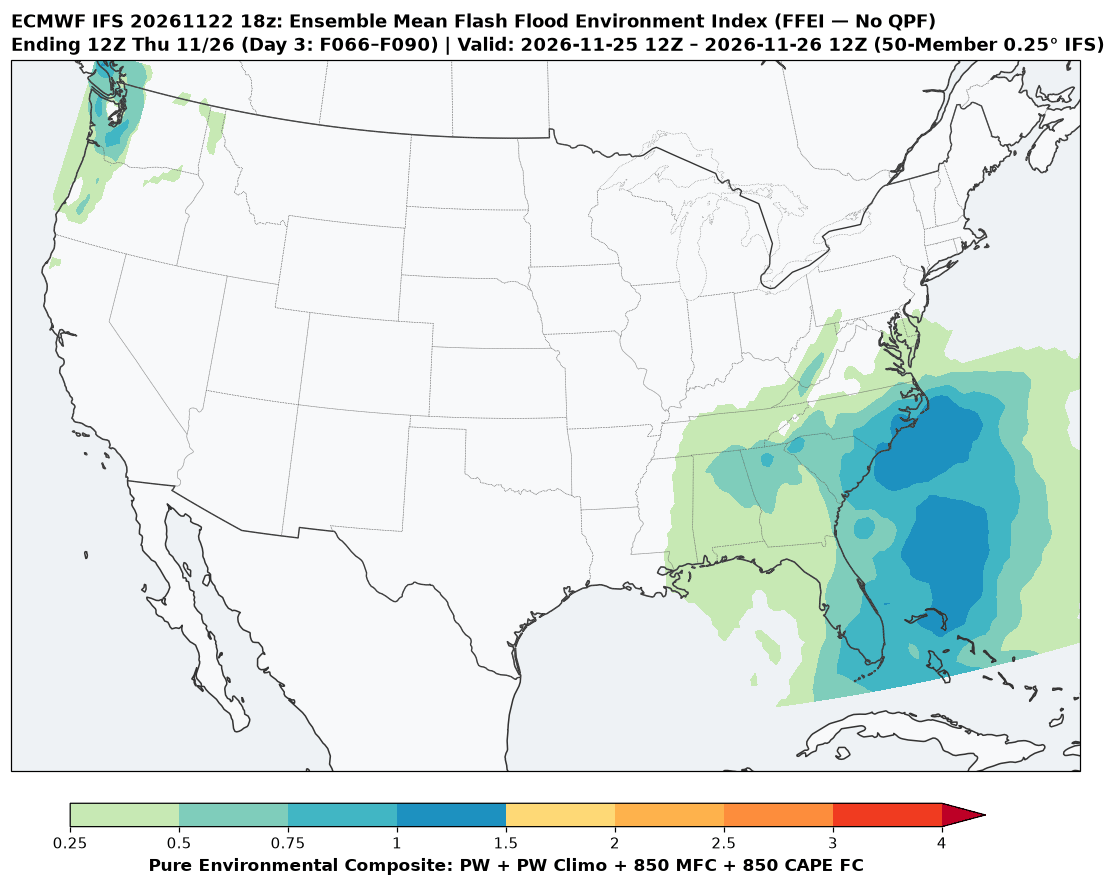 ECMWF IFS 20261122 18z: Ensemble Mean Flash Flood Environment Index (FFEI — No QPF)
Ending 12Z Thu 11/26 (Day 3: F066–F090) | Valid: 2026-11-25 12Z – 2026-11-26 12Z (50-Member 0.25° IFS)
0.25 0.5 0.75 1 1.5 2 2.5 3 4
Pure Environmental Composite: PW + PW Climo + 850 MFC + 850 CAPE FC